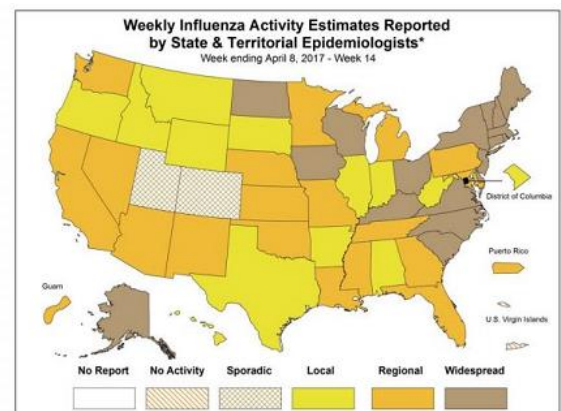 Weekly Influenza Activity Estimates Reported
by State & Territorial Epidemiologists*
Week ending April 8, 2017 - Week 14
District of Columbia
Puerto Rico
Guam
U.S. Virgin Islands
No Report No Activity Sporadic Local Regional Widespread